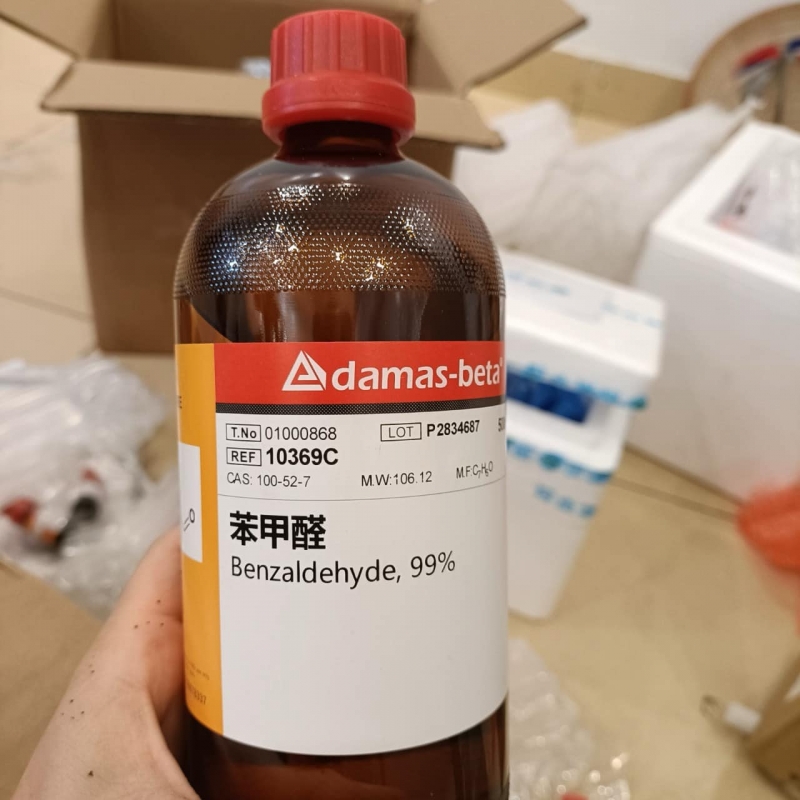 Adamas-beta®
T.No 01000868
LOT P2834687
REF 10369C
CAS: 100-52-7
M.W:106.12
M.F:C₇H₆O
苯甲醛
Benzaldehyde, 99%